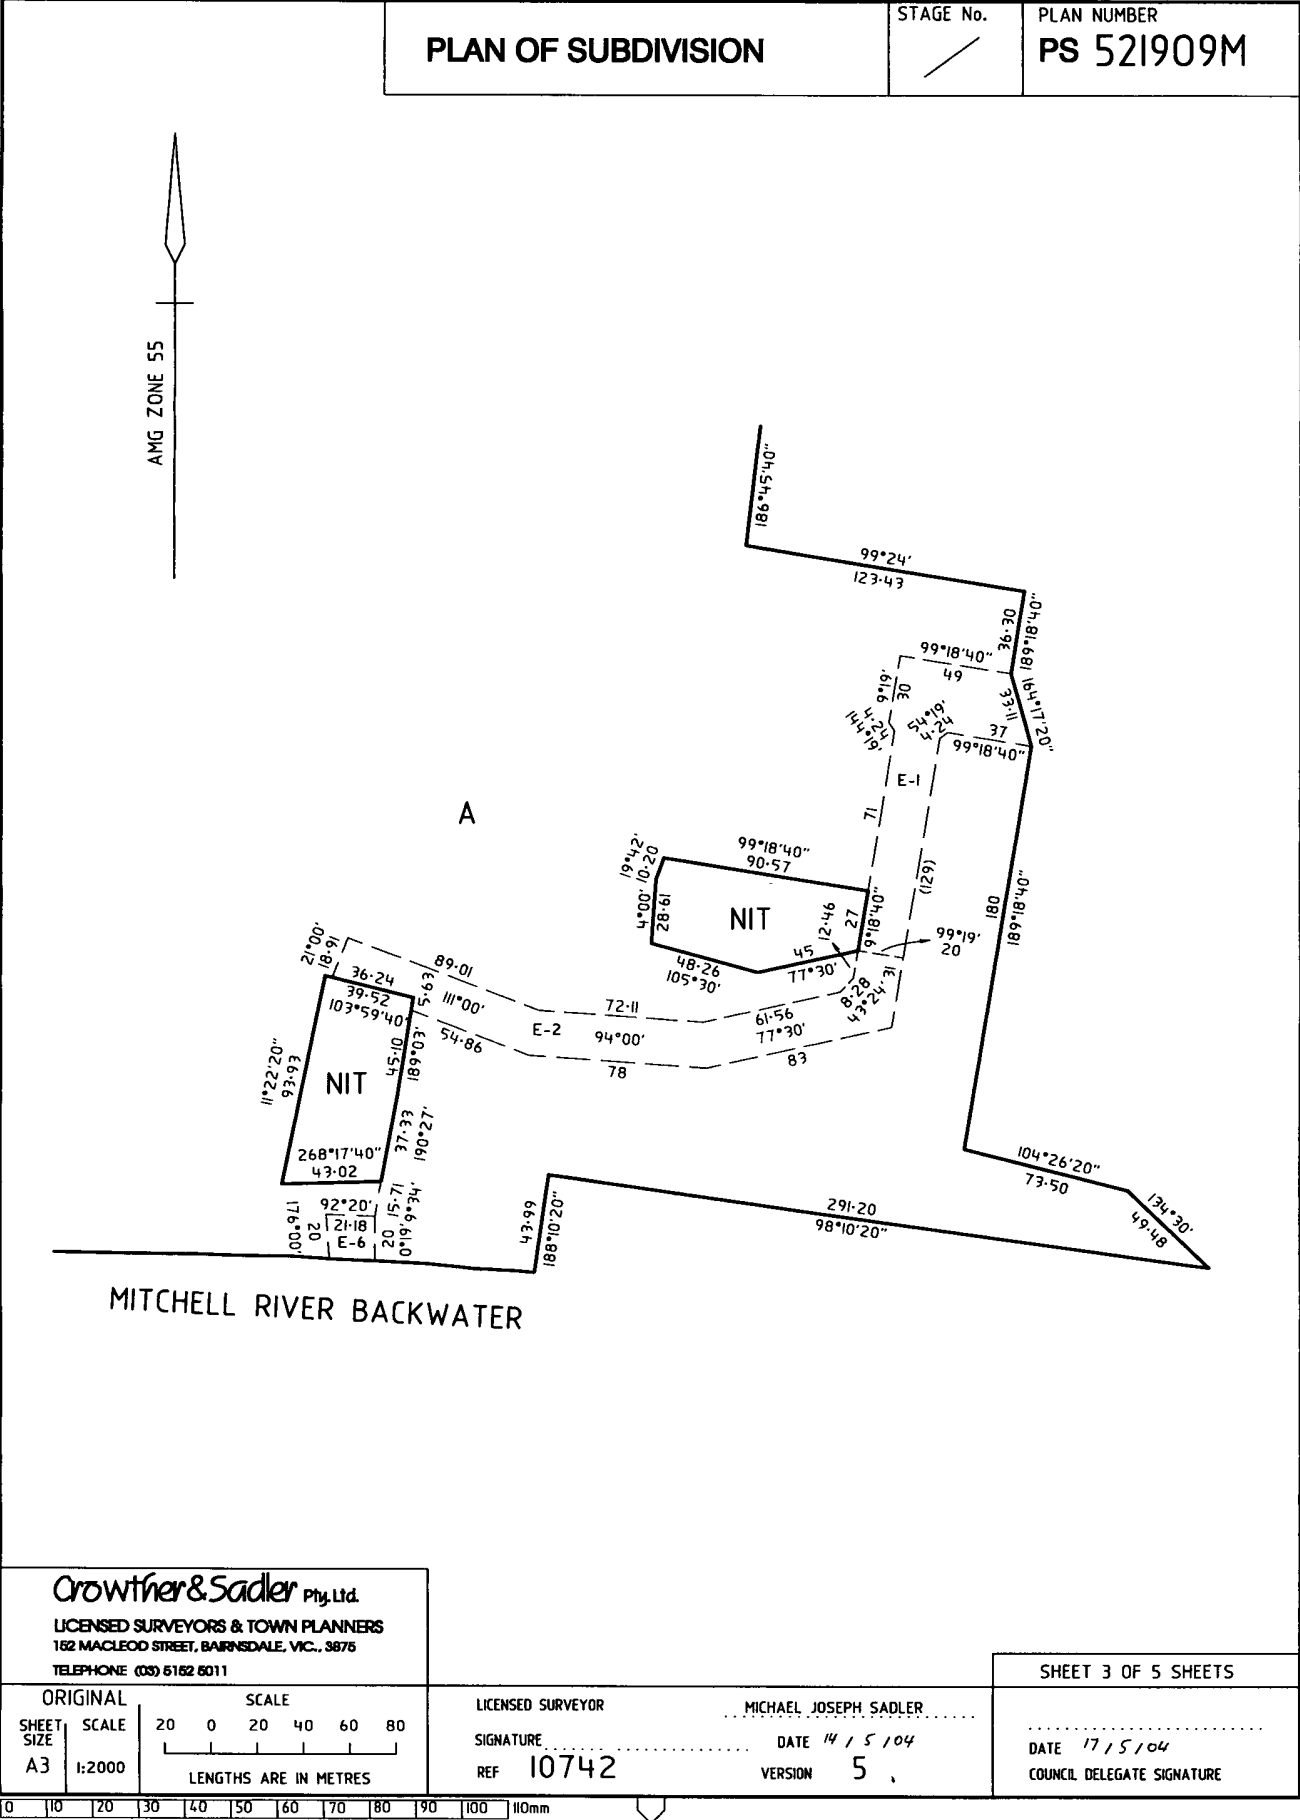 PLAN OF SUBDIVISION
STAGE No.
PLAN NUMBER
PS 521909M
AMG ZONE 55
186°45'40"
99°24'
123·43
36·30
189°18'40"
99°18'40"
49
9°19'
30
33·11
164°17'20"
4·24
144°19'
54°19'
4·24
37
99°18'40"
E-1
71
A
(129)
180
189°18'40"
99°18'40"
90·57
19°42'
10·20
4°00'
28·61
NIT
12·46
27
9°18'40"
99°19'
20
45
77°30'
48·26
105°30'
8·28
43°24'
31
21°00'
18·91
36·24
39·52
103°59'40"
5·63
89·01
111°00'
72·11
61·56
77°30'
E-2
94°00'
54·86
78
83
45·10
189°03'
11°22'20"
93·93
NIT
37·33
190°27'
268°17'40"
43·02
104°26'20"
73·50
134°30'
49·48
92°20'
21·18
E-6
176°00'
20
15·71
9°34'
20
0°19'
43·99
188°10'20"
291·20
98°10'20"
MITCHELL RIVER BACKWATER
Crowther & Sadler Pty. Ltd.
LICENSED SURVEYORS & TOWN PLANNERS
152 MACLEOD STREET, BAIRNSDALE, VIC., 3875
TELEPHONE (03) 5152 5011
SHEET 3 OF 5 SHEETS
ORIGINAL
SHEET SIZE
A3
SCALE
1:2000
SCALE
20 0 20 40 60 80
LENGTHS ARE IN METRES
LICENSED SURVEYOR MICHAEL JOSEPH SADLER
SIGNATURE DATE 14 / 5 / 04
REF 10742 VERSION 5
DATE 17 / 5 / 04
COUNCIL DELEGATE SIGNATURE
0 10 20 30 40 50 60 70 80 90 100 110mm